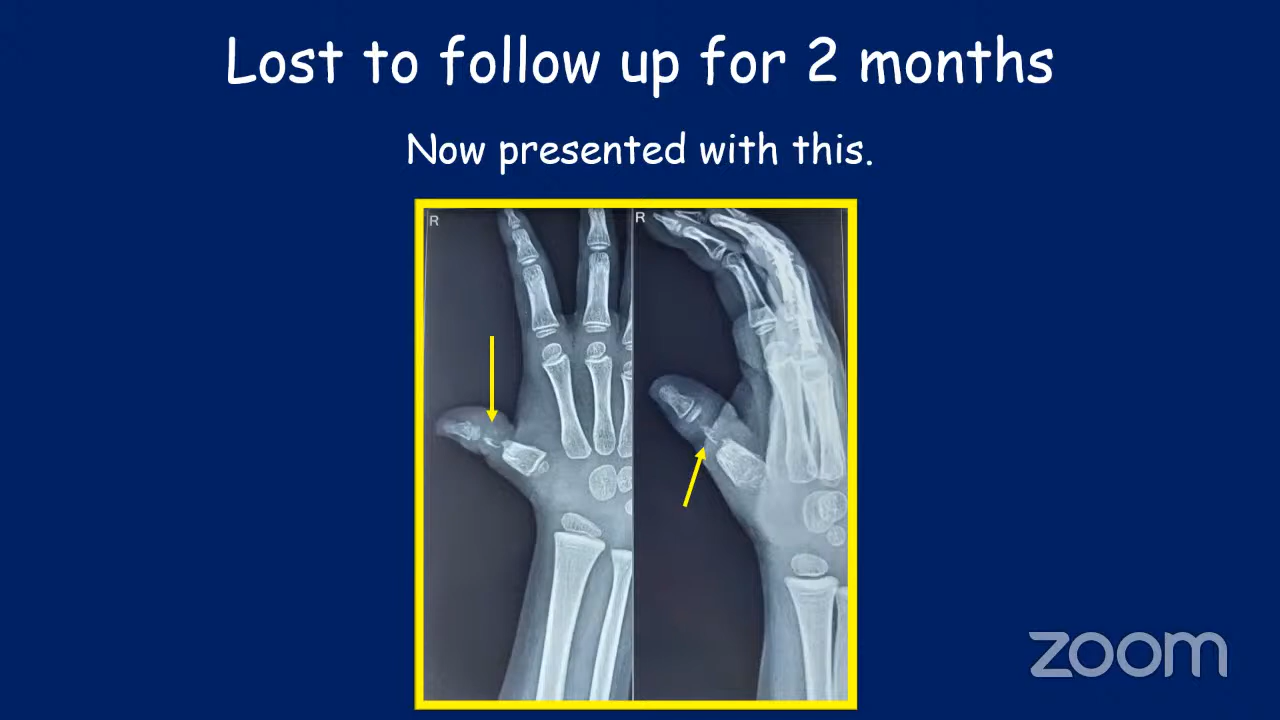 Lost to follow up for 2 months
Now presented with this.
R
R
zoom